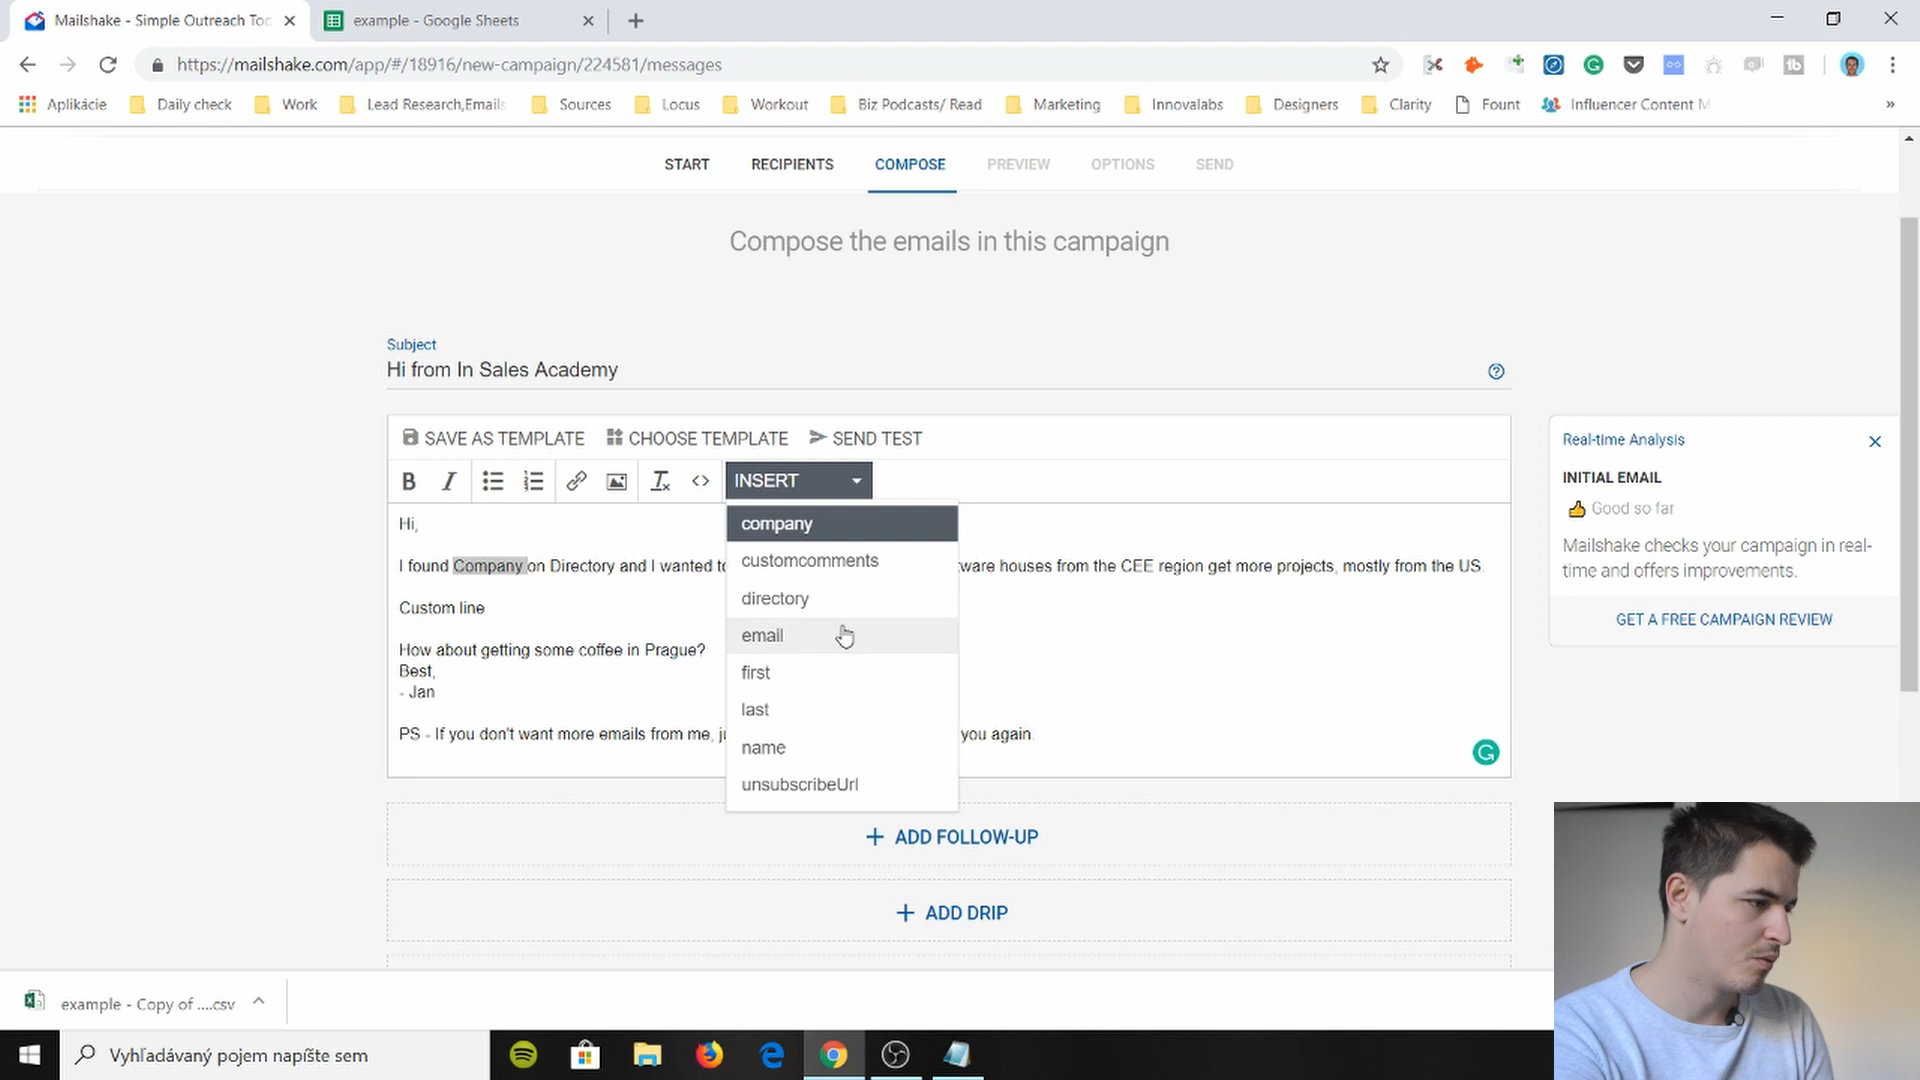 Mailshake - Simple Outreach Too
example - Google Sheets
https://mailshake.com/app/#/18916/new-campaign/224581/messages
Aplikácie
Daily check
Work
Lead Research,Emails
Sources
Locus
Workout
Biz Podcasts/ Read
Marketing
Innovalabs
Designers
Clarity
Fount
Influencer Content M
»
START
RECIPIENTS
COMPOSE
PREVIEW
OPTIONS
SEND
Compose the emails in this campaign
Subject
Hi from In Sales Academy
SAVE AS TEMPLATE
CHOOSE TEMPLATE
SEND TEST
B I
INSERT
company
customcomments
directory
email
first
last
name
unsubscribeUrl
Hi,
I found Company on Directory and I wanted to
ware houses from the CEE region get more projects, mostly from the US.
Custom line
How about getting some coffee in Prague?
Best,
- Jan
PS - If you don't want more emails from me,
you again.
ADD FOLLOW-UP
ADD DRIP
Real-time Analysis
INITIAL EMAIL
Good so far
Mailshake checks your campaign in real-
time and offers improvements.
GET A FREE CAMPAIGN REVIEW
example - Copy of ....csv
Vyhľadávaný pojem napíšte sem